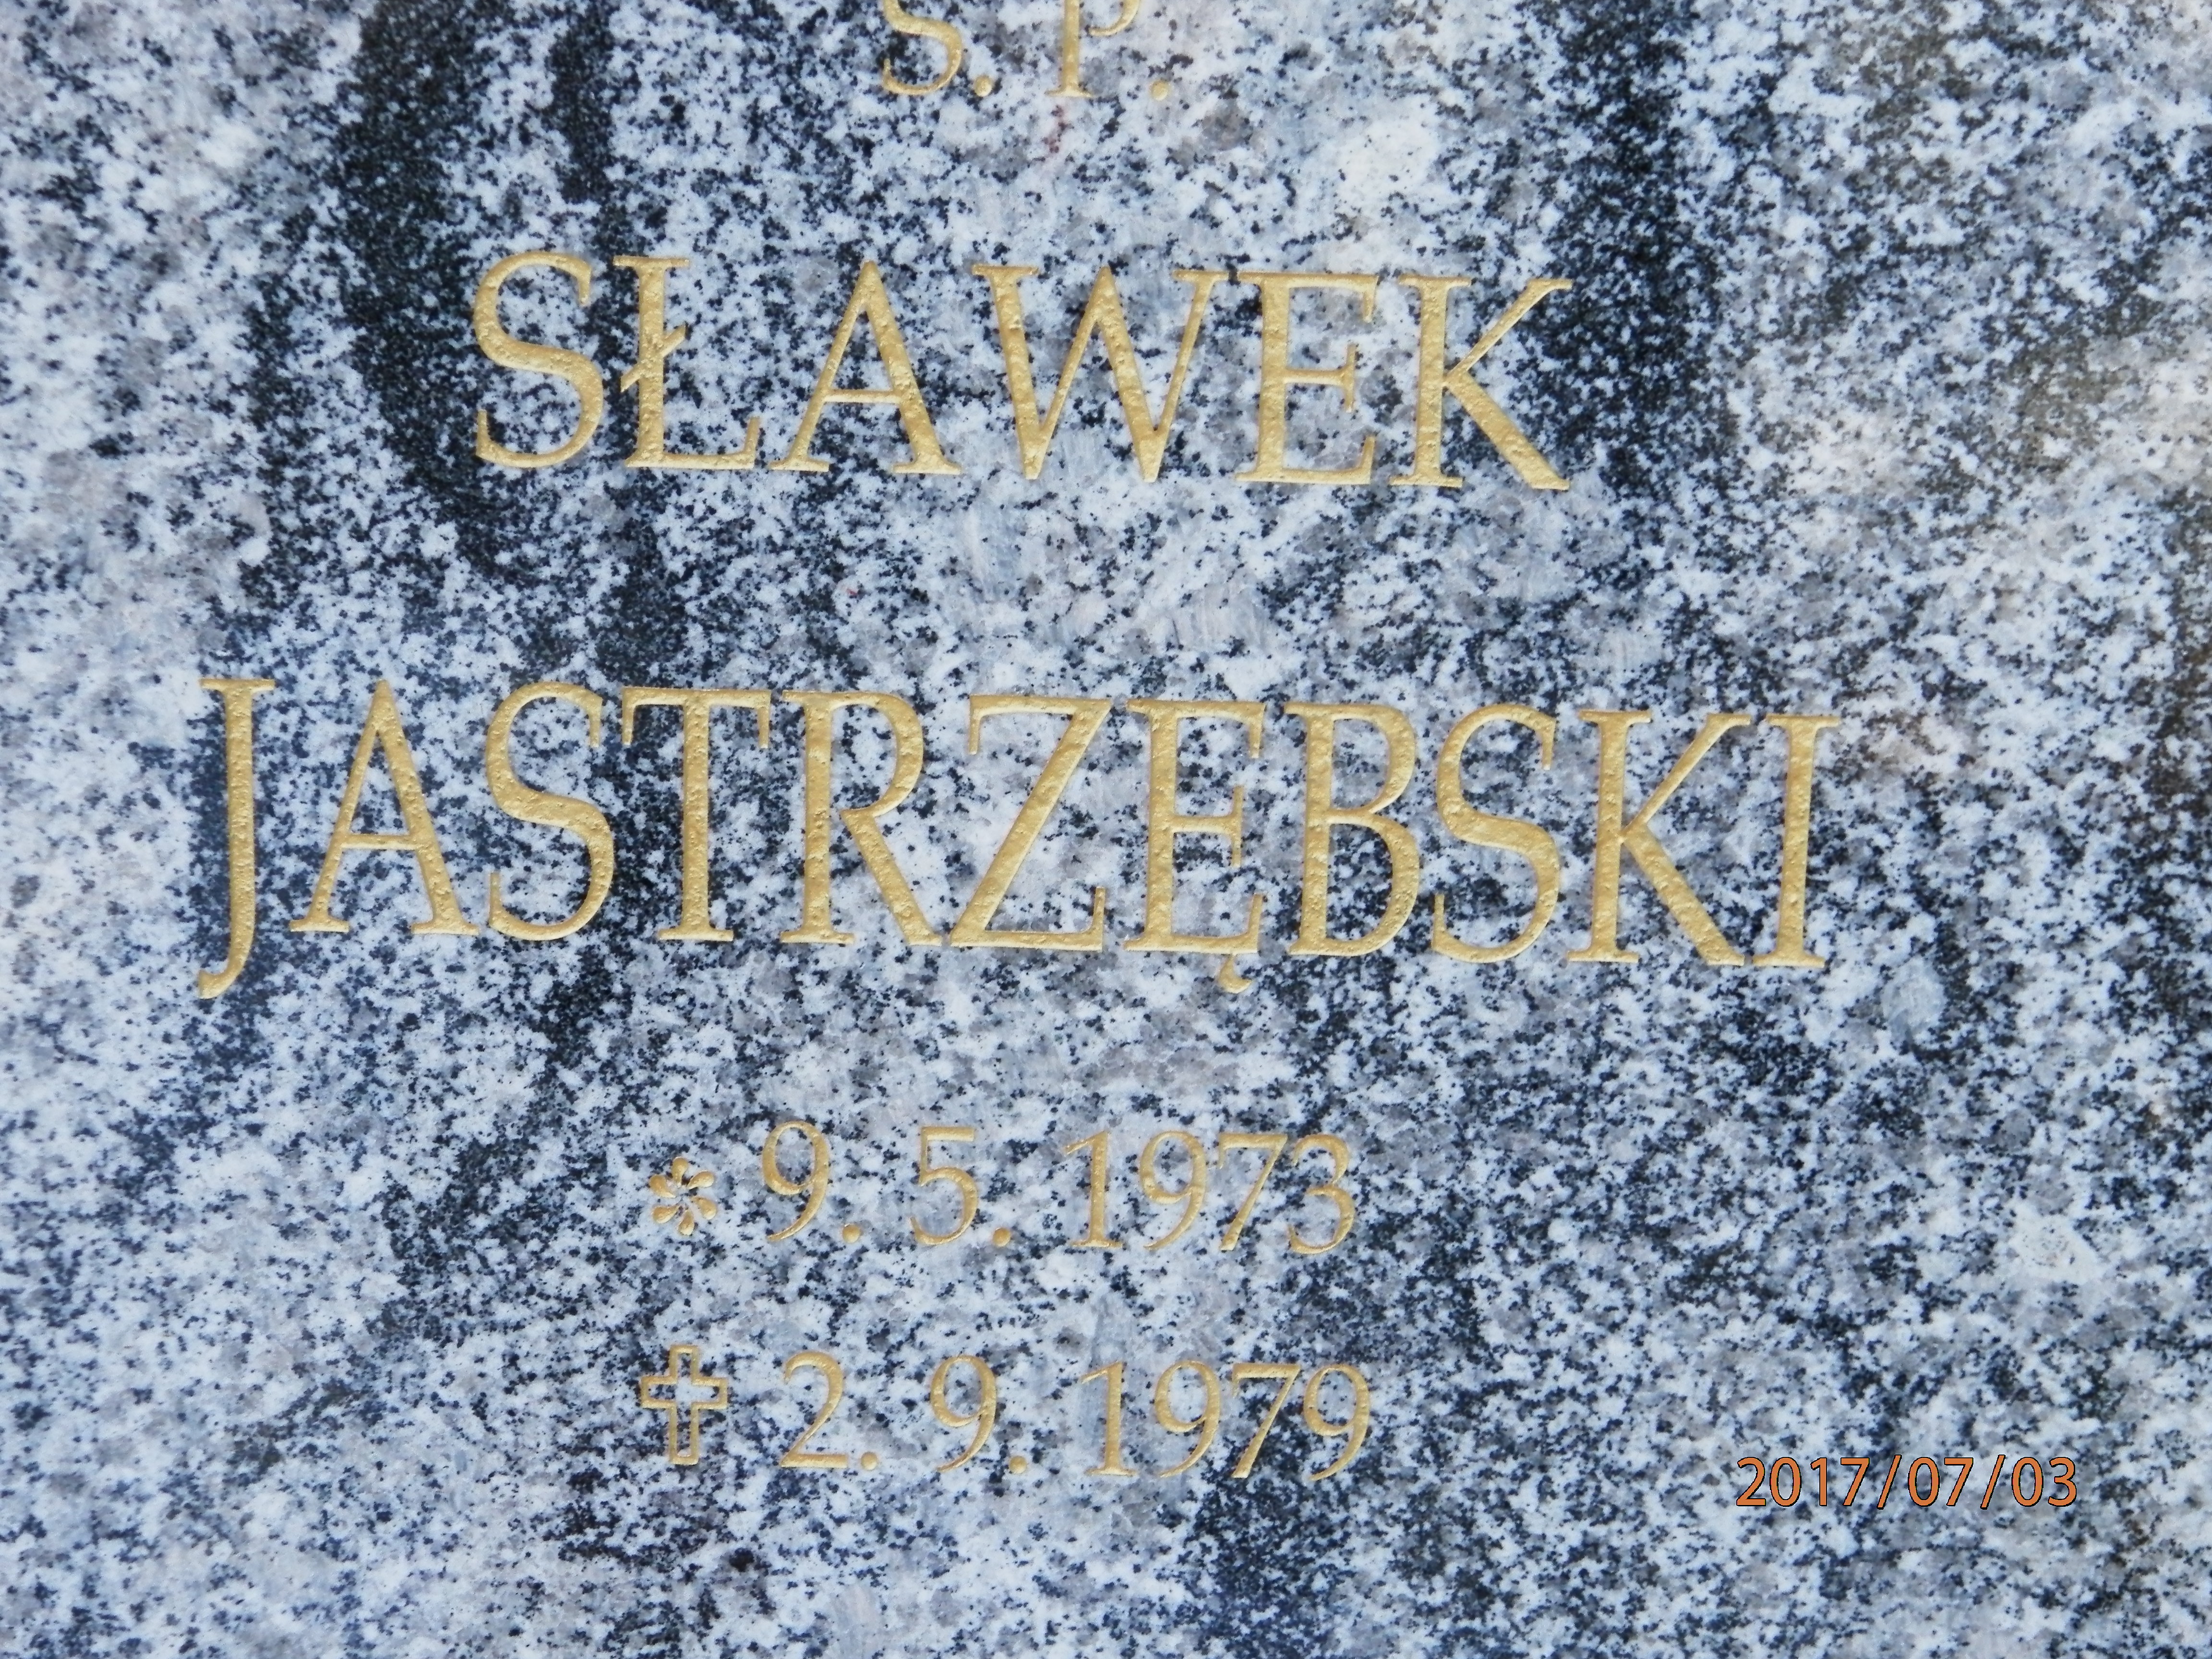 Ś. P.
SŁAWEK
JASTRZĘBSKI
* 9. 5. 1973
✝ 2. 9. 1979
2017/07/03